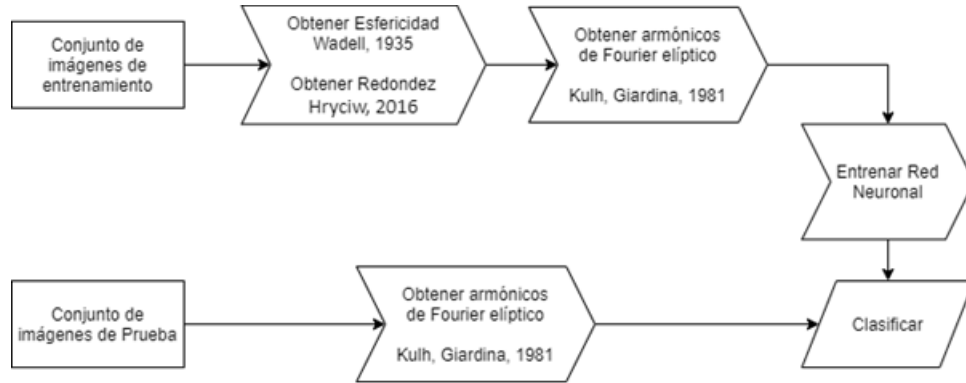 Conjunto de
imágenes de
entrenamiento
Obtener Esfericidad
Wadell, 1935
Obtener Redondez
Hryciw, 2016
Obtener armónicos
de Fourier elíptico
Kulh, Giardina, 1981
Entrenar Red
Neuronal
Conjunto de
imágenes de Prueba
Obtener armónicos
de Fourier elíptico
Kulh, Giardina, 1981
Clasificar